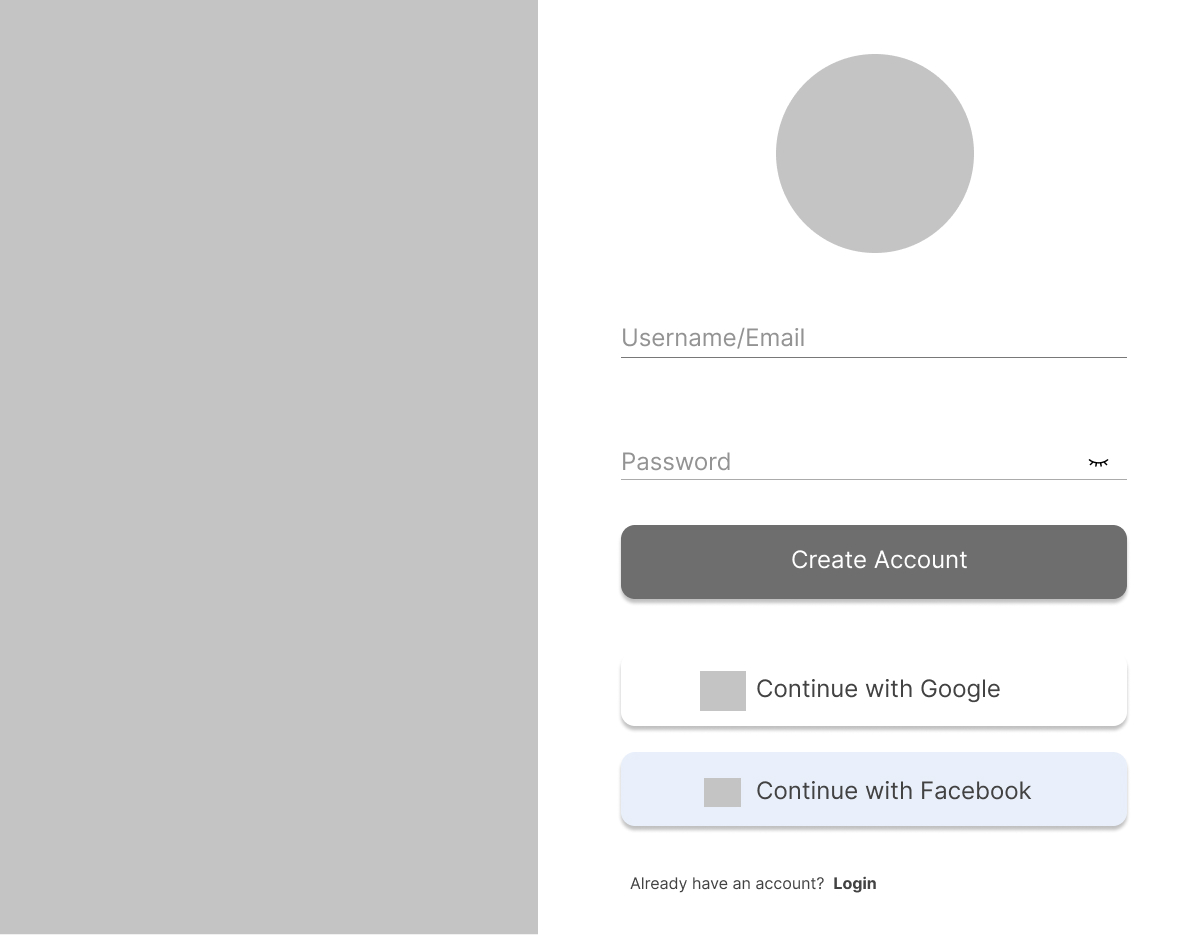 Username/Email
Password
Create Account
Continue with Google
Continue with Facebook
Already have an account? Login